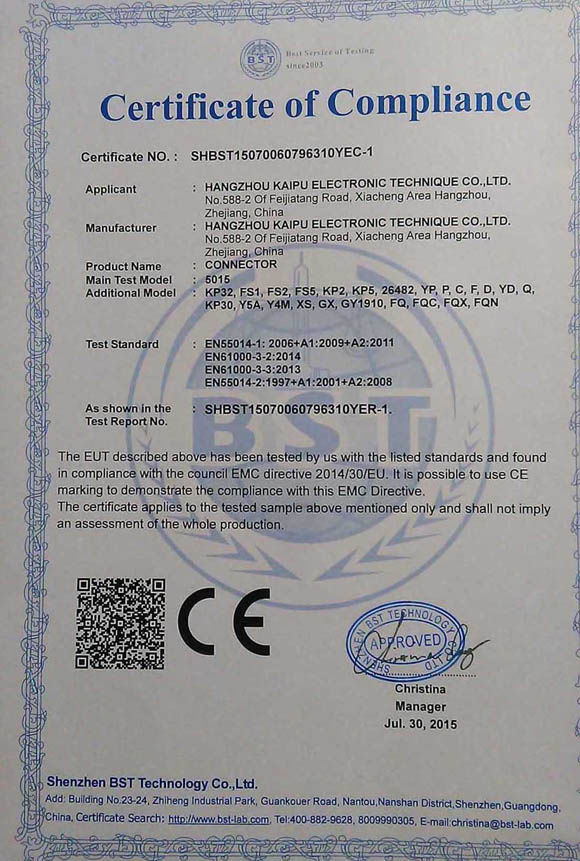 BST
Best Service of Testing
since2003
Certificate of Compliance
Certificate NO. : SHBST15070060796310YEC-1
Applicant : HANGZHOU KAIPU ELECTRONIC TECHNIQUE CO.,LTD.
No.588-2 Of Feijiatang Road, Xiacheng Area Hangzhou,
Zhejiang, China
Manufacturer : HANGZHOU KAIPU ELECTRONIC TECHNIQUE CO.,LTD.
No.588-2 Of Feijiatang Road, Xiacheng Area Hangzhou,
Zhejiang, China
Product Name : CONNECTOR
Main Test Model : 5015
Additional Model : KP32, FS1, FS2, FS5, KP2, KP5, 26482, YP, P, C, F, D, YD, Q,
KP30, Y5A, Y4M, XS, GX, GY1910, FQ, FQC, FQX, FQN
Test Standard : EN55014-1: 2006+A1:2009+A2:2011
EN61000-3-2:2014
EN61000-3-3:2013
EN55014-2:1997+A1:2001+A2:2008
As shown in the : SHBST15070060796310YER-1.
Test Report No.
BST
The EUT described above has been tested by us with the listed standards and found
in compliance with the council EMC directive 2014/30/EU. It is possible to use CE
marking to demonstrate the compliance with this EMC Directive.
The certificate applies to the tested sample above mentioned only and shall not imply
an assessment of the whole production.
CE
SHENZHEN BST TECHNOLOGY CO.,LTD
APPROVED
Christina
Manager
Jul. 30, 2015
Shenzhen BST Technology Co.,Ltd.
Add: Building No.23-24, Zhiheng Industrial Park, Guankouer Road, Nantou,Nanshan District,Shenzhen,Guangdong,
China, Certificate Search: http://www.bst-lab.com, Tel:400-882-9628, 8009990305, E-mail:christina@bst-lab.com